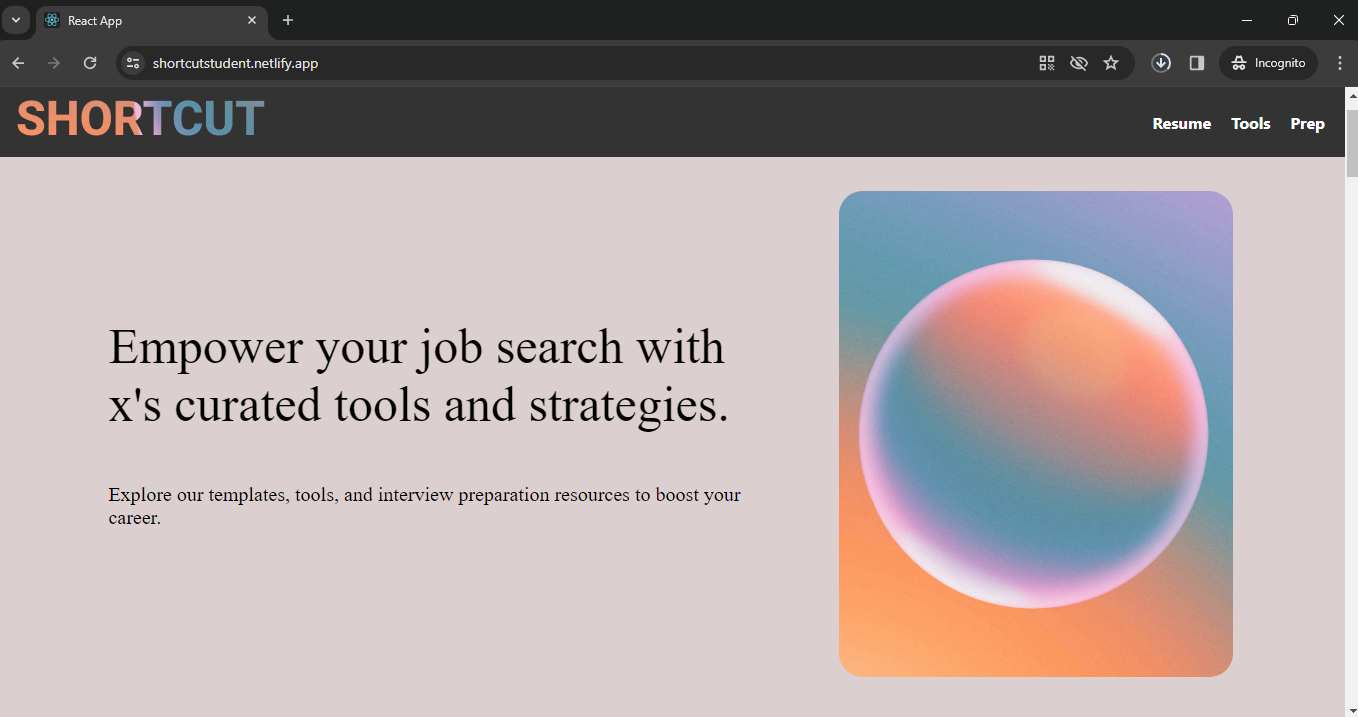 React App
shortcutstudent.netlify.app
Incognito
SHORTCUT
Resume Tools Prep
Empower your job search with
x's curated tools and strategies.
Explore our templates, tools, and interview preparation resources to boost your
career.